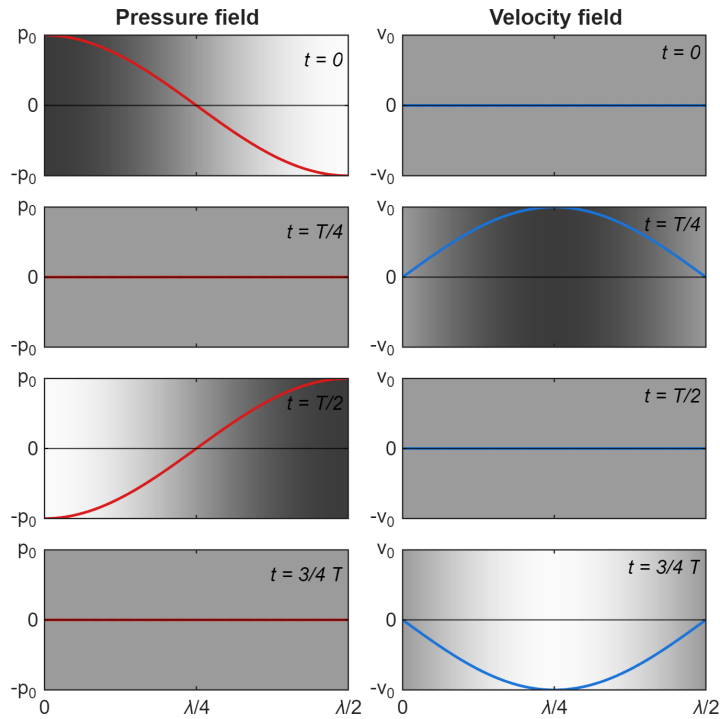 Pressure field
Velocity field
p₀
t = 0
0
-p₀
v₀
t = 0
0
-v₀
p₀
t = T/4
0
-p₀
v₀
t = T/4
0
-v₀
p₀
t = T/2
0
-p₀
v₀
t = T/2
0
-v₀
p₀
t = 3/4 T
0
-p₀
0 λ/4 λ/2
v₀
t = 3/4 T
0
-v₀
0 λ/4 λ/2